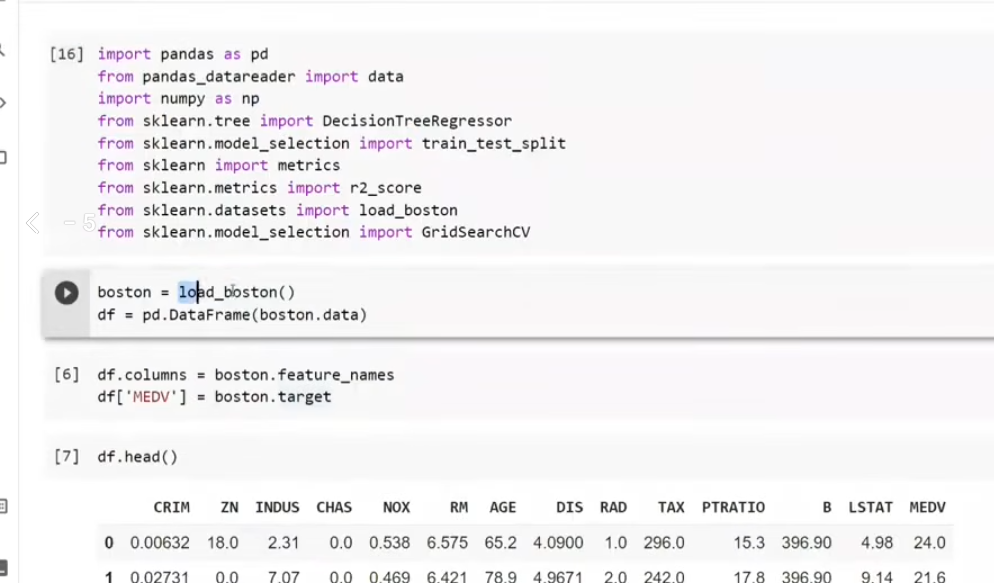 [16] import pandas as pd
from pandas_datareader import data
import numpy as np
from sklearn.tree import DecisionTreeRegressor
from sklearn.model_selection import train_test_split
from sklearn import metrics
from sklearn.metrics import r2_score
from sklearn.datasets import load_boston
- 5
from sklearn.model_selection import GridSearchCV
boston = load_boston()
df = pd.DataFrame(boston.data)
[6] df.columns = boston.feature_names
df['MEDV'] = boston.target
[7] df.head()
CRIM ZN INDUS CHAS NOX RM AGE DIS RAD TAX PTRATIO B LSTAT MEDV
0 0.00632 18.0 2.31 0.0 0.538 6.575 65.2 4.0900 1.0 296.0 15.3 396.90 4.98 24.0
1 0.02731 0.0 7.07 0.0 0.469 6.421 78.9 4.9671 2.0 242.0 17.8 396.90 9.14 21.6